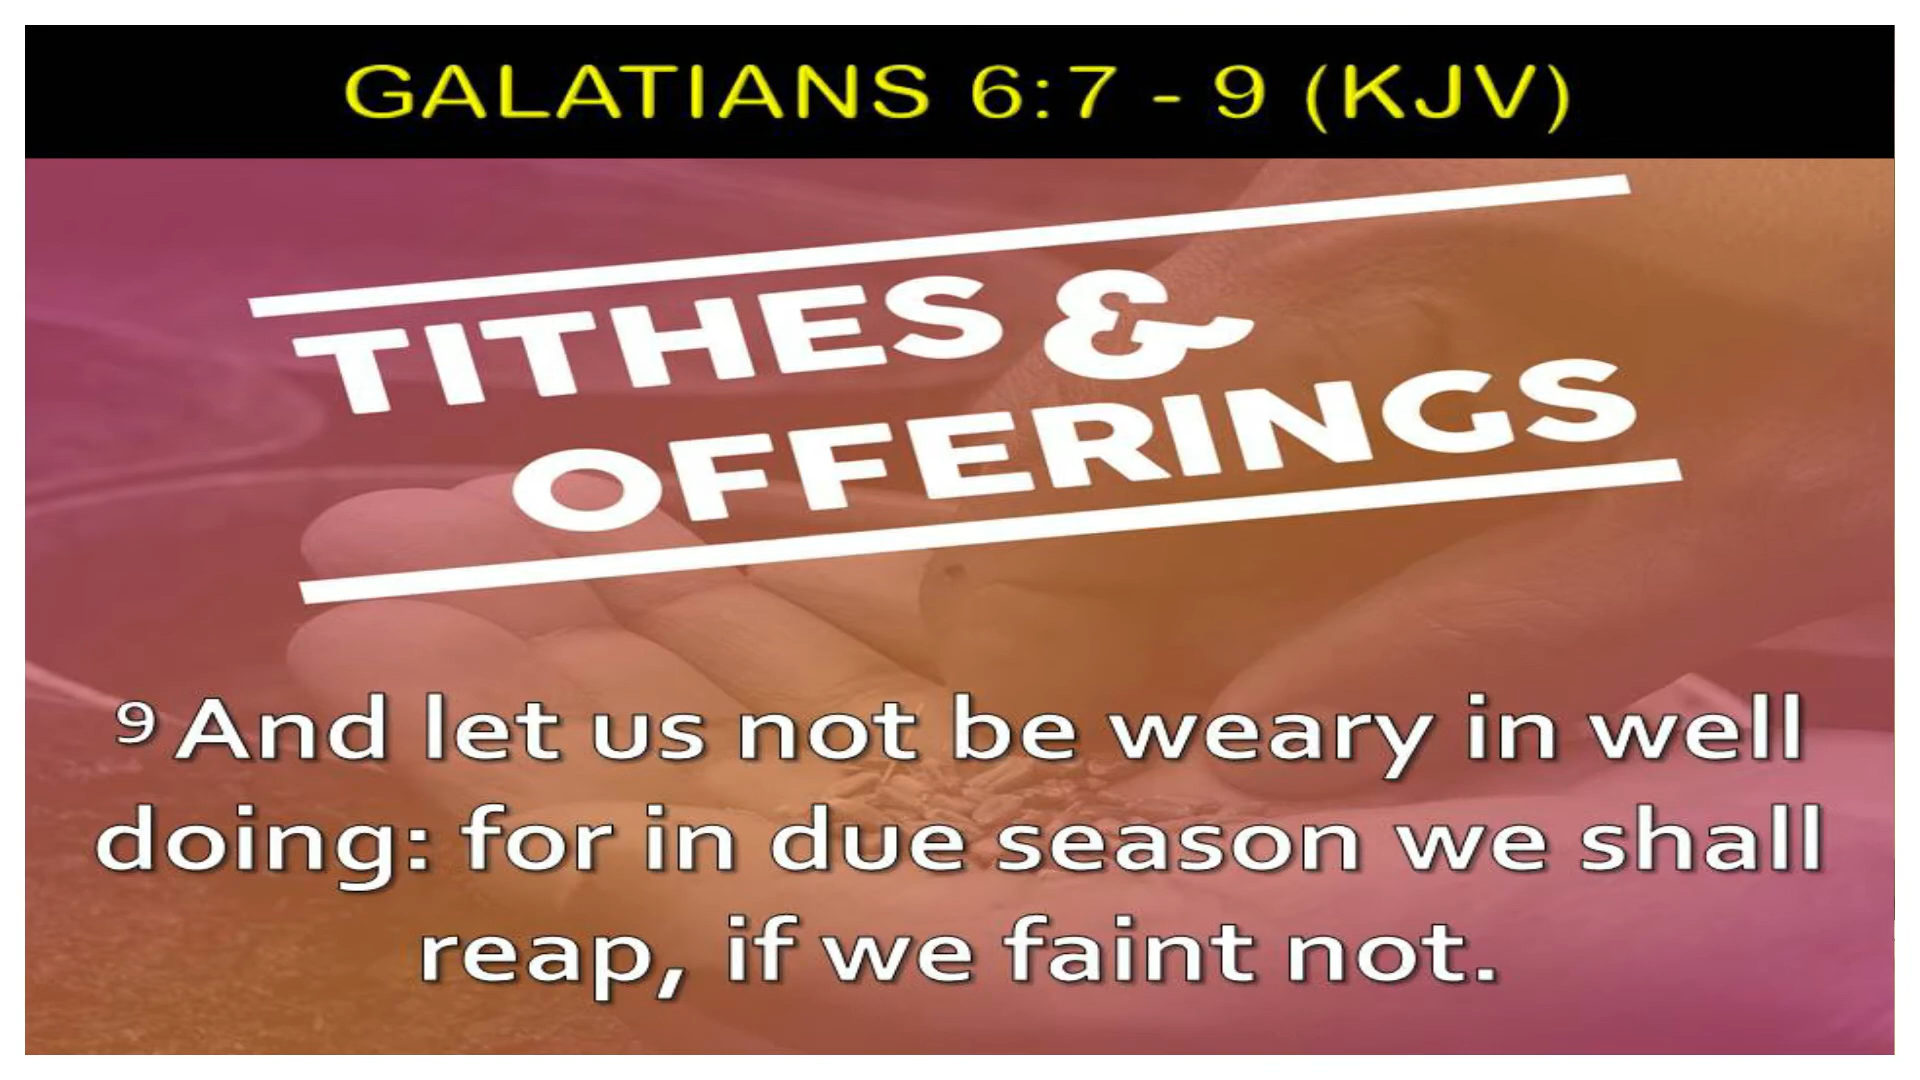 GALATIANS 6:7 - 9 (KJV)
TITHES &
OFFERINGS
9 And let us not be weary in well
doing: for in due season we shall
reap, if we faint not.